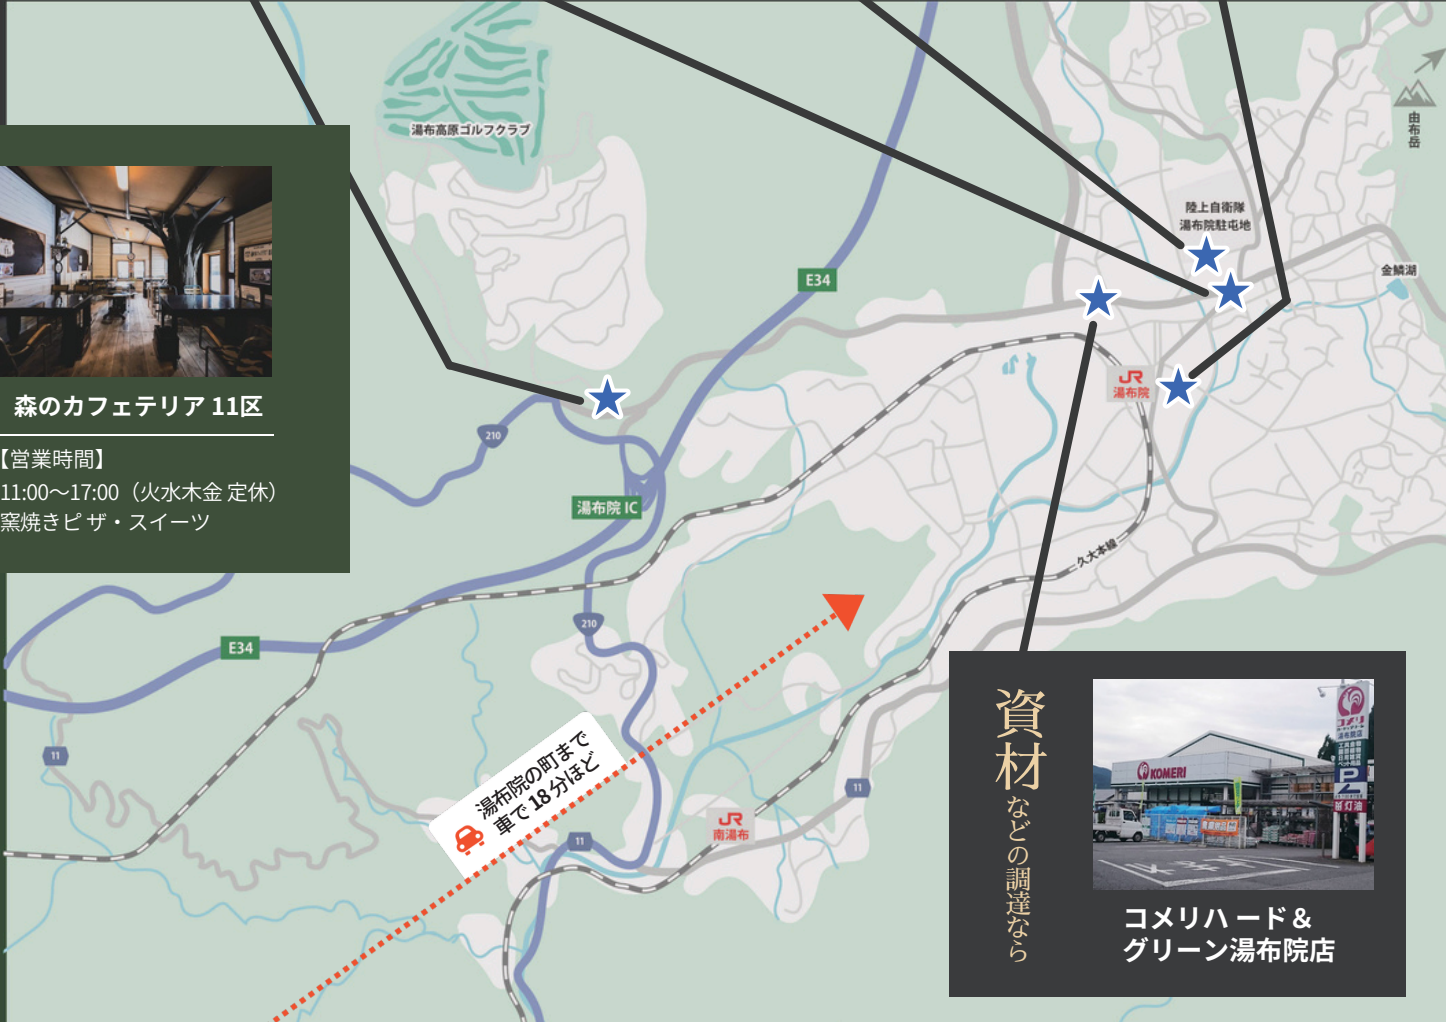 湯布高原ゴルフクラブ
由布岳
陸上自衛隊
湯布院駐屯地
金鱗湖
E34
JR
湯布院
210
湯布院 IC
久大本線
210
E34
11
11
11
JR
南湯布
湯布院の町まで
車で 18 分ほど
森のカフェテリア 11区
【営業時間】
11:00〜17:00（火水木金 定休）
窯焼きピザ・スイーツ
資材などの調達なら
KOMERI
コメリ
P
灯油
コメリハード＆
グリーン湯布院店